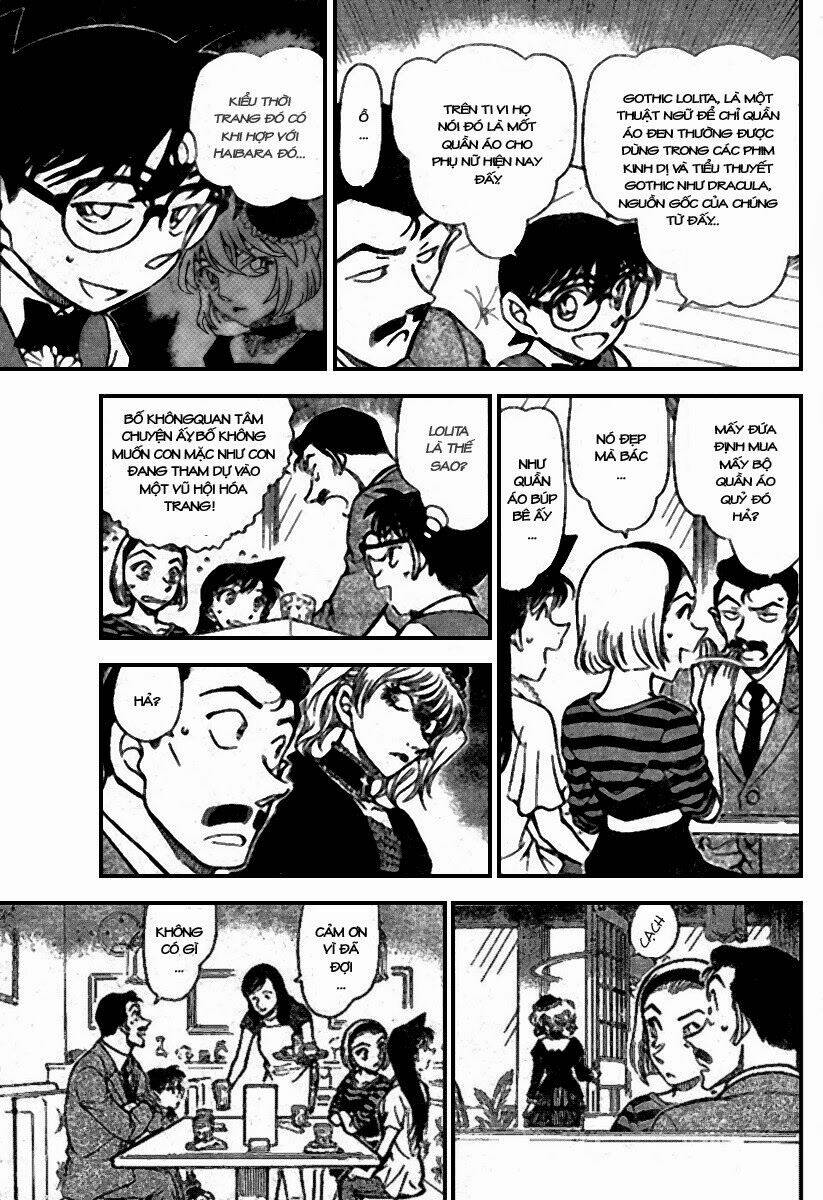 GOTHIC LOLITA, LÀ MỘT
THUẬT NGỮ ĐỂ CHỈ QUẦN
ÁO ĐEN THƯỜNG ĐƯỢC
DÙNG TRONG CÁC PHIM
KINH DỊ VÀ TIỂU THUYẾT
GOTHIC NHƯ DRACULA,
NGUỒN GỐC CỦA CHÚNG
TỪ ĐẤY...
TRÊN TI VI HỌ
NÓI ĐÓ LÀ MỐT
QUẦN ÁO CHO
PHỤ NỮ HIỆN NAY
ĐẤY.
Ồ
...
KIỂU THỜI
TRANG ĐÓ CÓ
KHI HỢP VỚI
HAIBARA ĐÓ...
MẤY ĐỨA
ĐỊNH MUA
MẤY BỘ
QUẦN ÁO
QUỶ ĐÓ
HẢ?
NÓ ĐẸP
MÀ BÁC
...
NHƯ
QUẦN
ÁO BÚP
BÊ ẤY
...
LOLITA
LÀ THẾ
SAO?
BỐ KHÔNGQUAN TÂM
CHUYỆN ẤY, BỐ KHÔNG
MUỐN CON MẶC NHƯ CON
ĐANG THAM DỰ VÀO
MỘT VŨ HỘI HÓA
TRANG!
HẢ?
CẠCH
CẢM ƠN
VÌ ĐÃ
ĐỢI
...
KHÔNG
CÓ GÌ
...